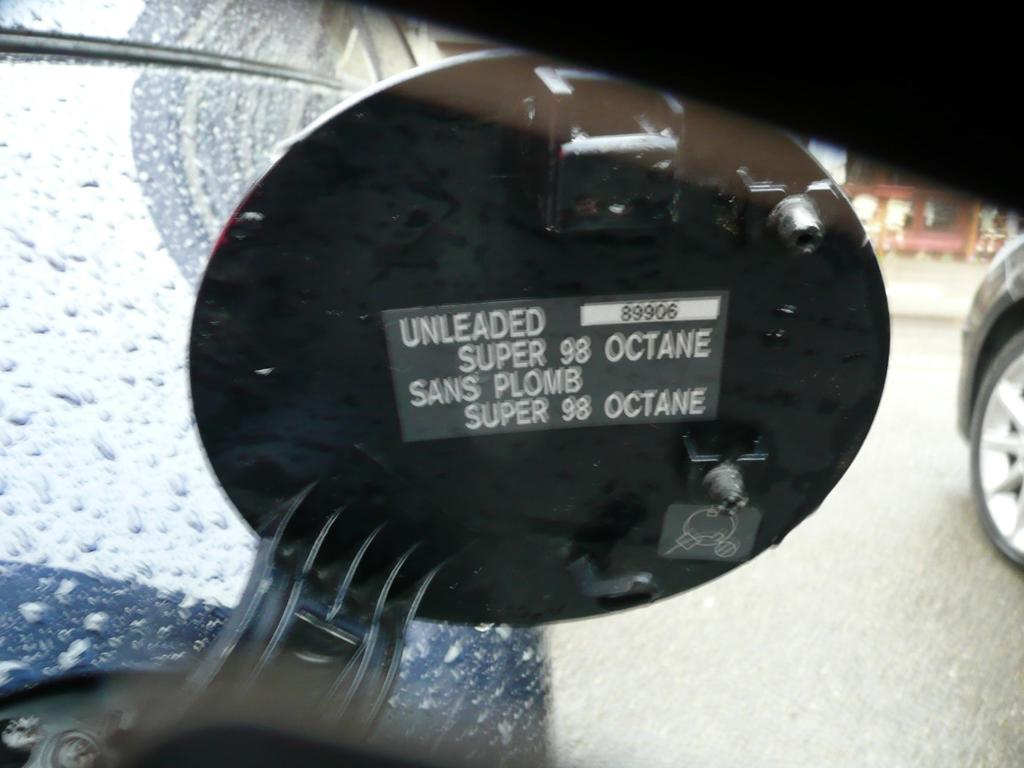 UNLEADED 89906
SUPER 98 OCTANE
SANS PLOMB
SUPER 98 OCTANE